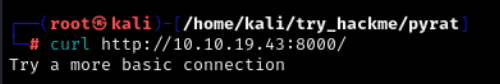 ┌──(root㉿kali)-[/home/kali/try_hackme/pyrat]
└─# curl http://10.10.19.43:8000/
Try a more basic connection